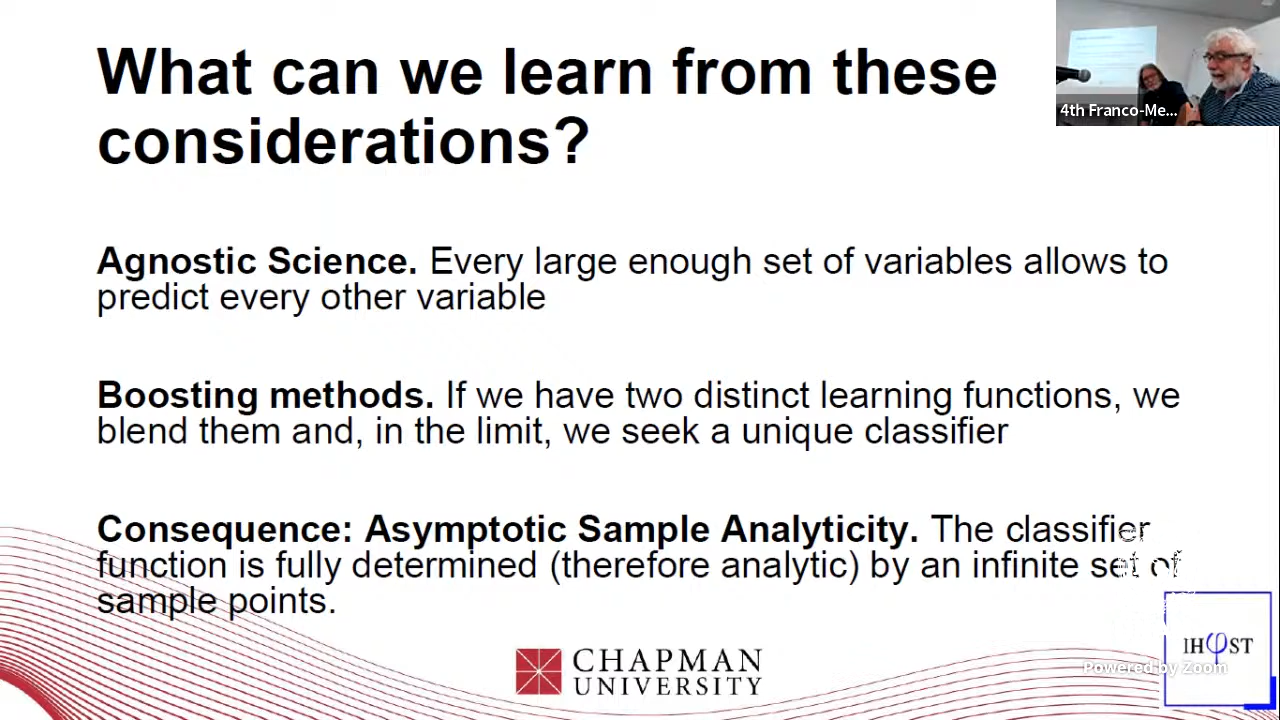 What can we learn from these
considerations?
4th Franco-Me...
Agnostic Science. Every large enough set of variables allows to
predict every other variable
Boosting methods. If we have two distinct learning functions, we
blend them and, in the limit, we seek a unique classifier
Consequence: Asymptotic Sample Analyticity. The classifier
function is fully determined (therefore analytic) by an infinite set of
sample points.
CHAPMAN
UNIVERSITY
IHφST
Powered by Zoom